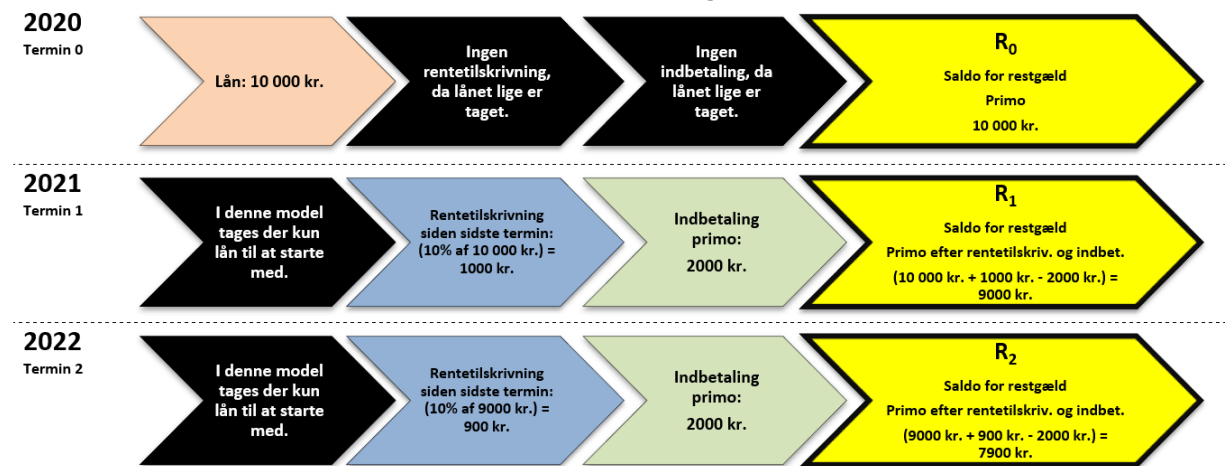 2020
Termin 0
Lån: 10 000 kr.
Ingen
rentetilskrivning,
da lånet lige er
taget.
Ingen
indbetaling, da
lånet lige er
taget.
R0
Saldo for restgæld
Primo
10 000 kr.
2021
Termin 1
I denne model
tages der kun
lån til at starte
med.
Rentetilskrivning
siden sidste termin:
(10% af 10 000 kr.) =
1000 kr.
Indbetaling
primo:
2000 kr.
R1
Saldo for restgæld
Primo efter rentetilskriv. og indbet.
(10 000 kr. + 1000 kr. - 2000 kr.) =
9000 kr.
2022
Termin 2
I denne model
tages der kun
lån til at starte
med.
Rentetilskrivning
siden sidste termin:
(10% af 9000 kr.) =
900 kr.
Indbetaling
primo:
2000 kr.
R2
Saldo for restgæld
Primo efter rentetilskriv. og indbet.
(9000 kr. + 900 kr. - 2000 kr.) =
7900 kr.